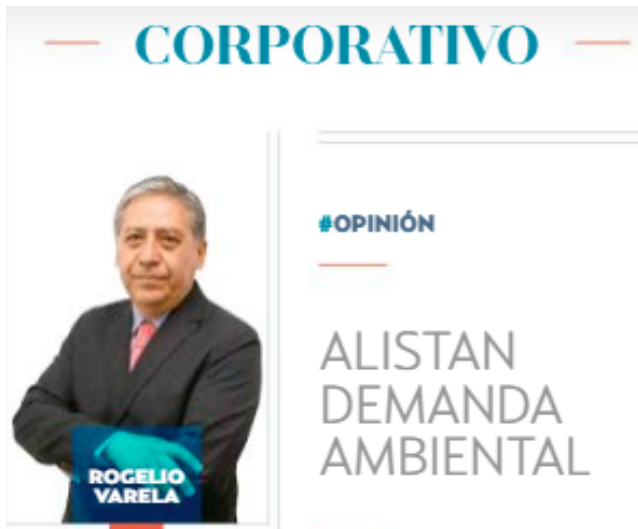 CORPORATIVO
#OPINIÓN
ALISTAN
DEMANDA
AMBIENTAL
ROGELIO
VARELA